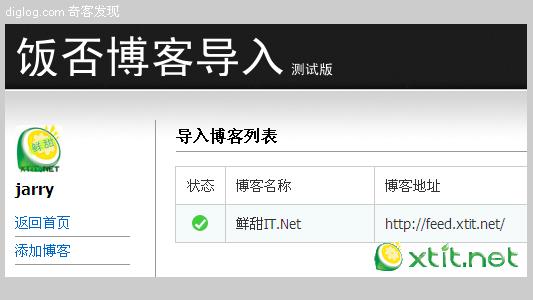 diglog.com 奇客发现
饭否博客导入 测试版
鲜甜
XTIT.NET
jarry
返回首页
添加博客
导入博客列表
状态 博客名称 博客地址
鲜甜IT.Net http://feed.xtit.net/
xtit.net